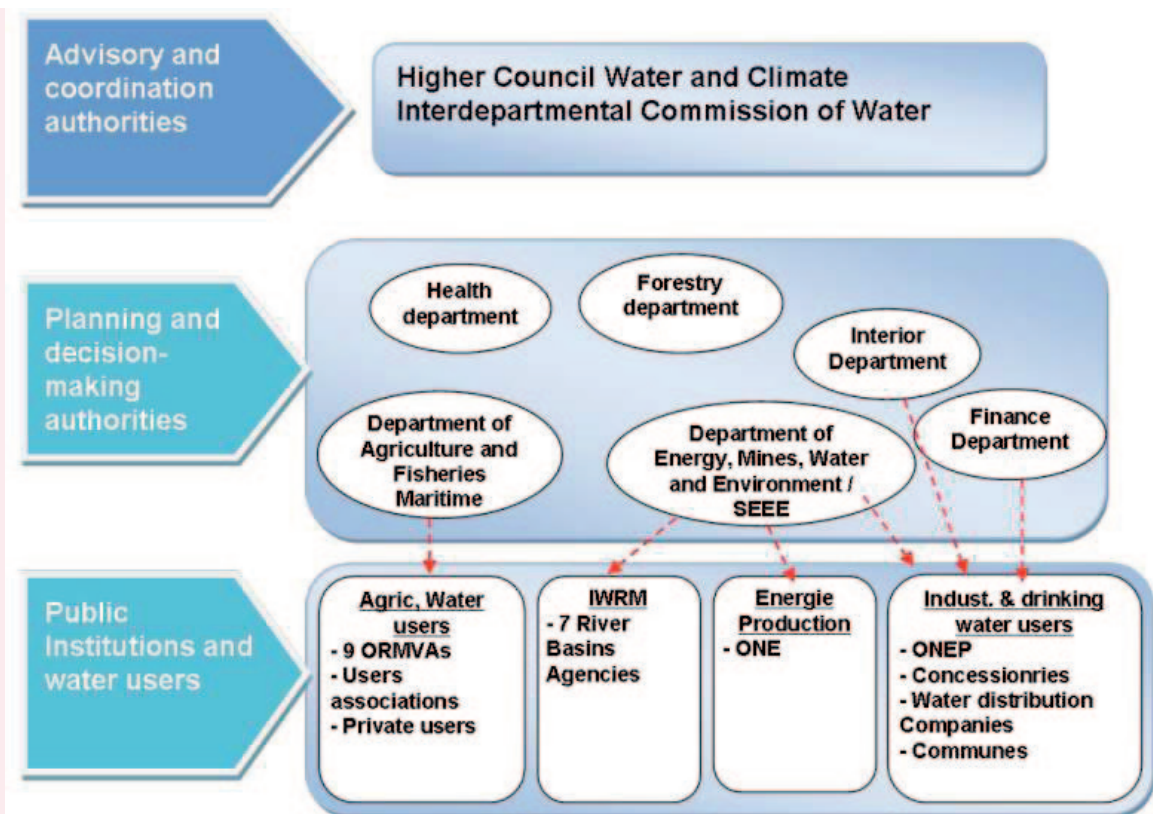 Advisory and
coordination
authorities
Higher Council Water and Climate
Interdepartmental Commission of Water
Planning and
decision-
making
authorities
Health
department
Forestry
department
Interior
Department
Finance
Department
Department of
Agriculture and
Fisheries
Maritime
Department of
Energy, Mines, Water
and Environment /
SEEE
Public
Institutions and
water users
Agric, Water
users
- 9 ORMVAs
- Users
associations
- Private users
IWRM
- 7 River
Basins
Agencies
Energie
Production
- ONE
Indust. & drinking
water users
- ONEP
- Concessionries
- Water distribution
Companies
- Communes